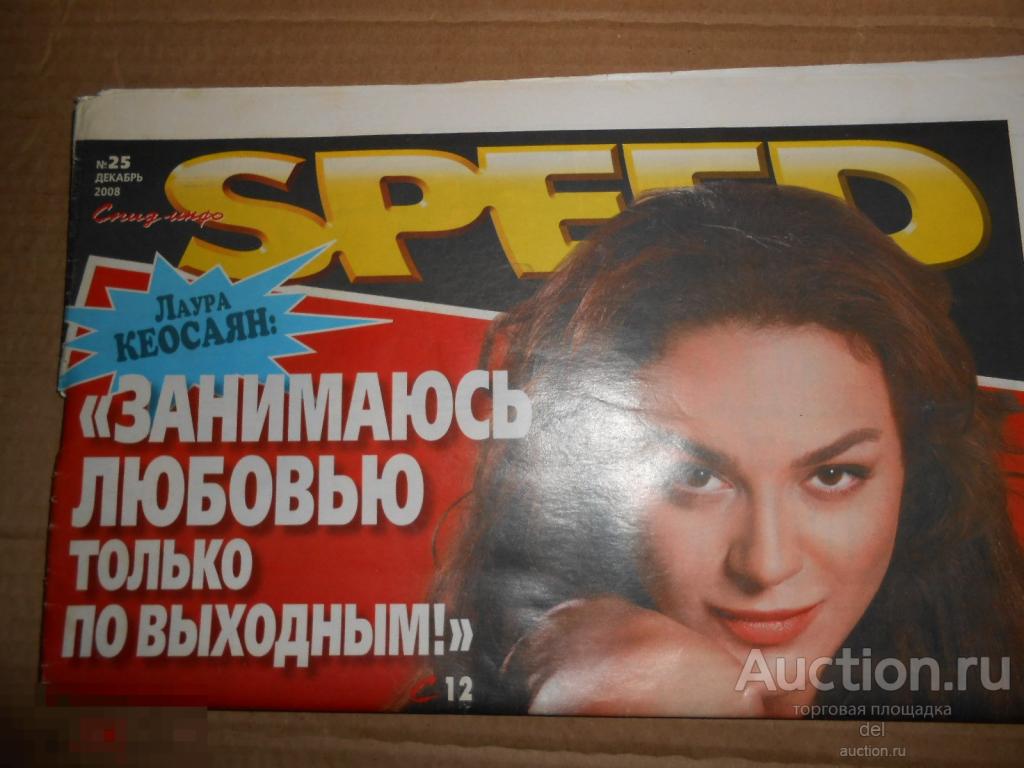 №25
ДЕКАБРЬ
2008
Спид-инфо
SPEED
ЛАУРА
КЕОСАЯН:
«ЗАНИМАЮСЬ
ЛЮБОВЬЮ
ТОЛЬКО
ПО ВЫХОДНЫМ!»
С 12
Auction.ru
торговая площадка
del
auction.ru